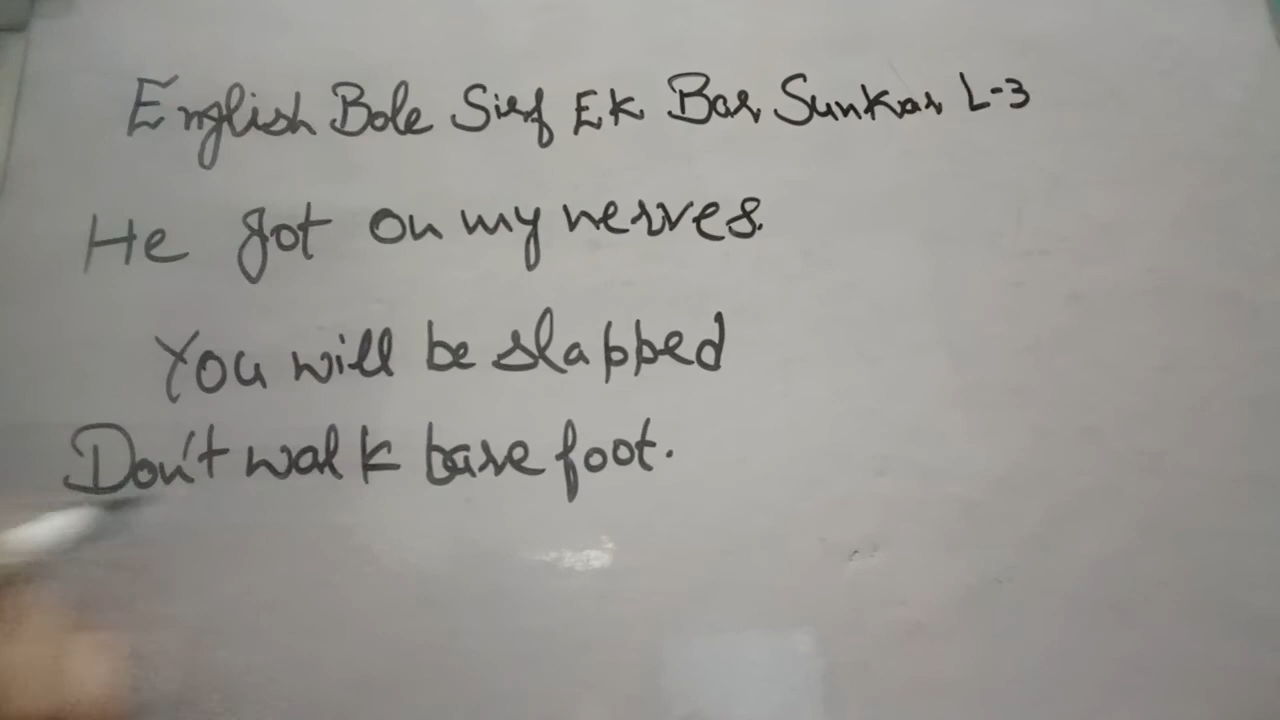 English Bole Sirf Ek Bar Sunkar L-3
He got on my nerves.
You will be slapped
Don't walk bare foot.